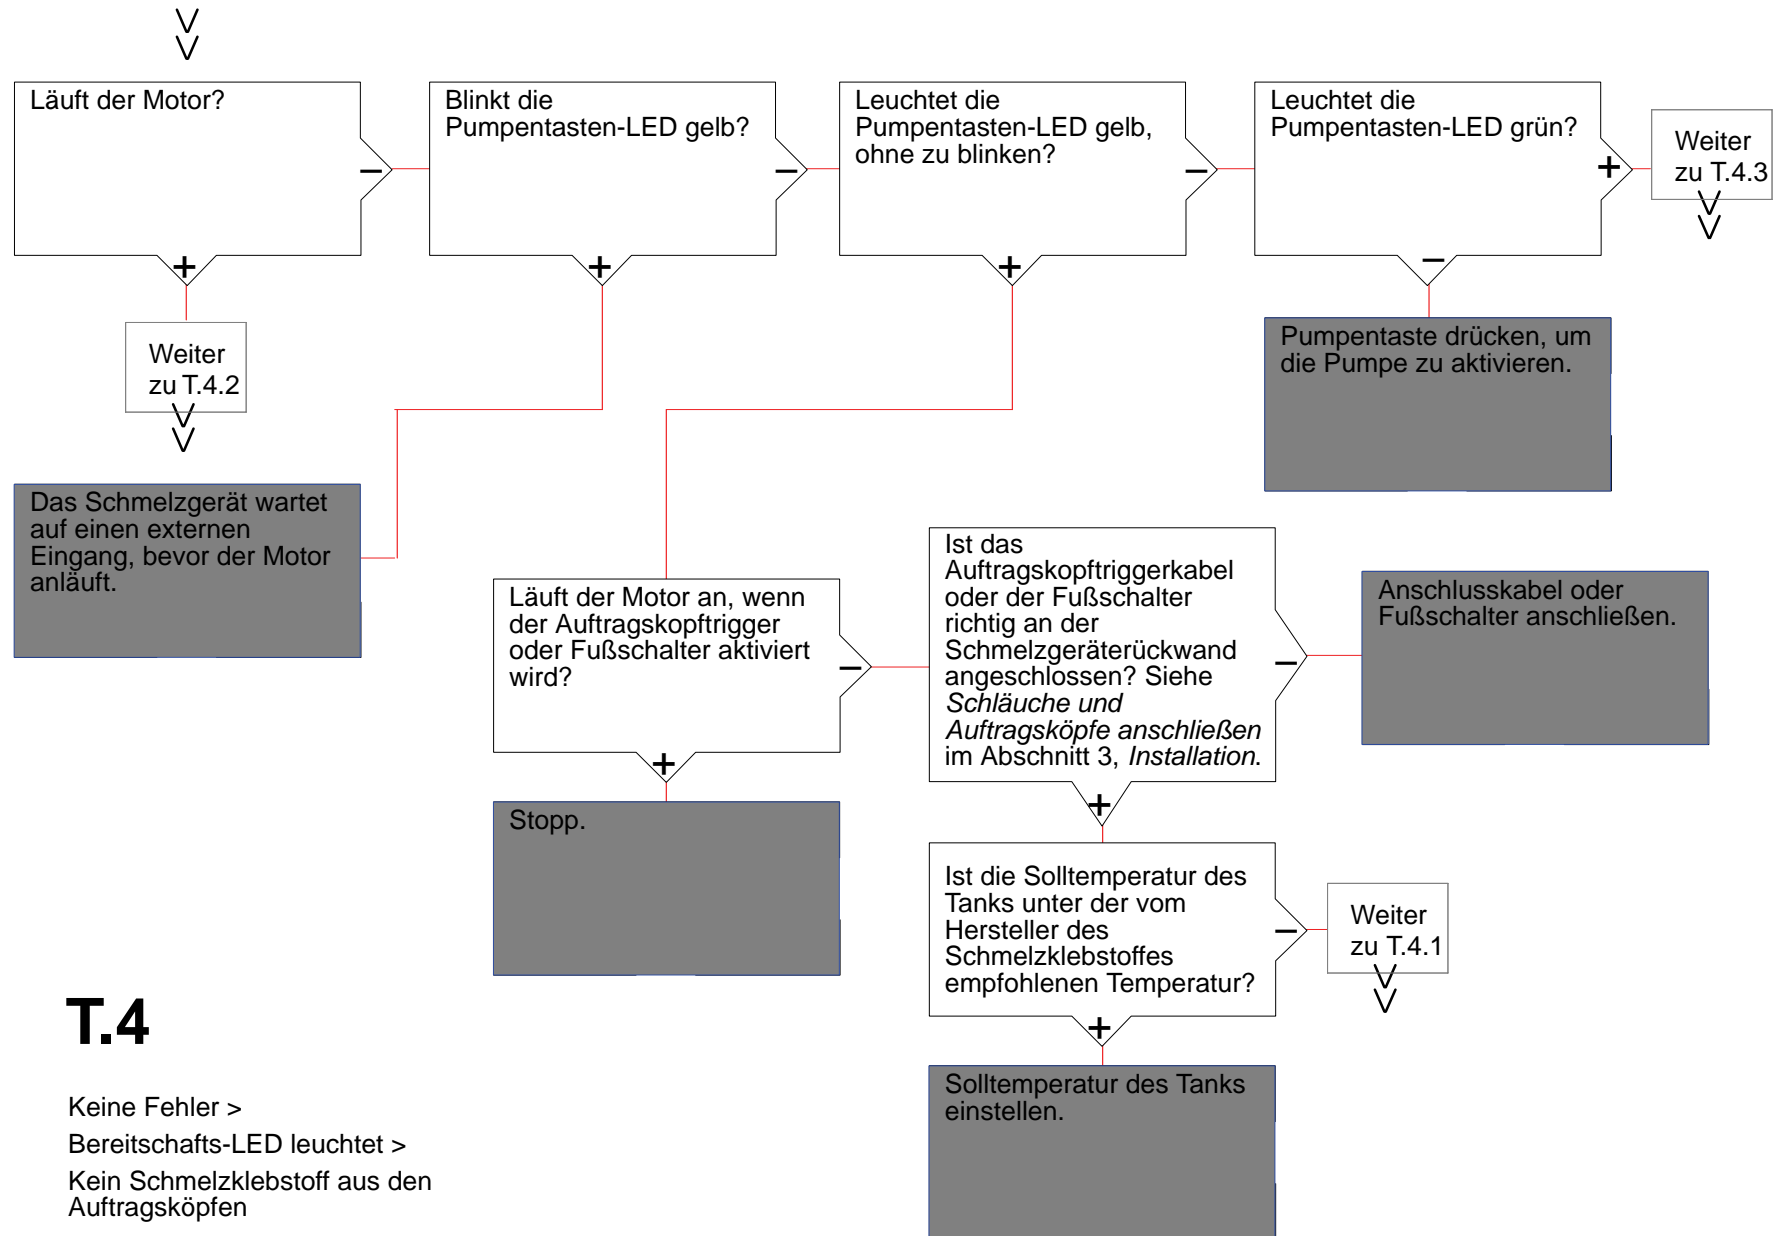 Läuft der Motor?
Blinkt die
Pumpentasten-LED gelb?
Leuchtet die
Pumpentasten-LED gelb,
ohne zu blinken?
Leuchtet die
Pumpentasten-LED grün?
Weiter
zu T.4.3
Weiter
zu T.4.2
Pumpentaste drücken, um
die Pumpe zu aktivieren.
Das Schmelzgerät wartet
auf einen externen
Eingang, bevor der Motor
anläuft.
Läuft der Motor an, wenn
der Auftragskopftrigger
oder Fußschalter aktiviert
wird?
Ist das
Auftragskopftriggerkabel
oder der Fußschalter
richtig an der
Schmelzgeräterückwand
angeschlossen? Siehe
Schläuche und
Auftragsköpfe anschließen
im Abschnitt 3, Installation.
Anschlusskabel oder
Fußschalter anschließen.
Stopp.
Ist die Solltemperatur des
Tanks unter der vom
Hersteller des
Schmelzklebstoffes
empfohlenen Temperatur?
Weiter
zu T.4.1
Solltemperatur des Tanks
einstellen.
T.4
Keine Fehler >
Bereitschafts-LED leuchtet >
Kein Schmelzklebstoff aus den
Auftragsköpfen